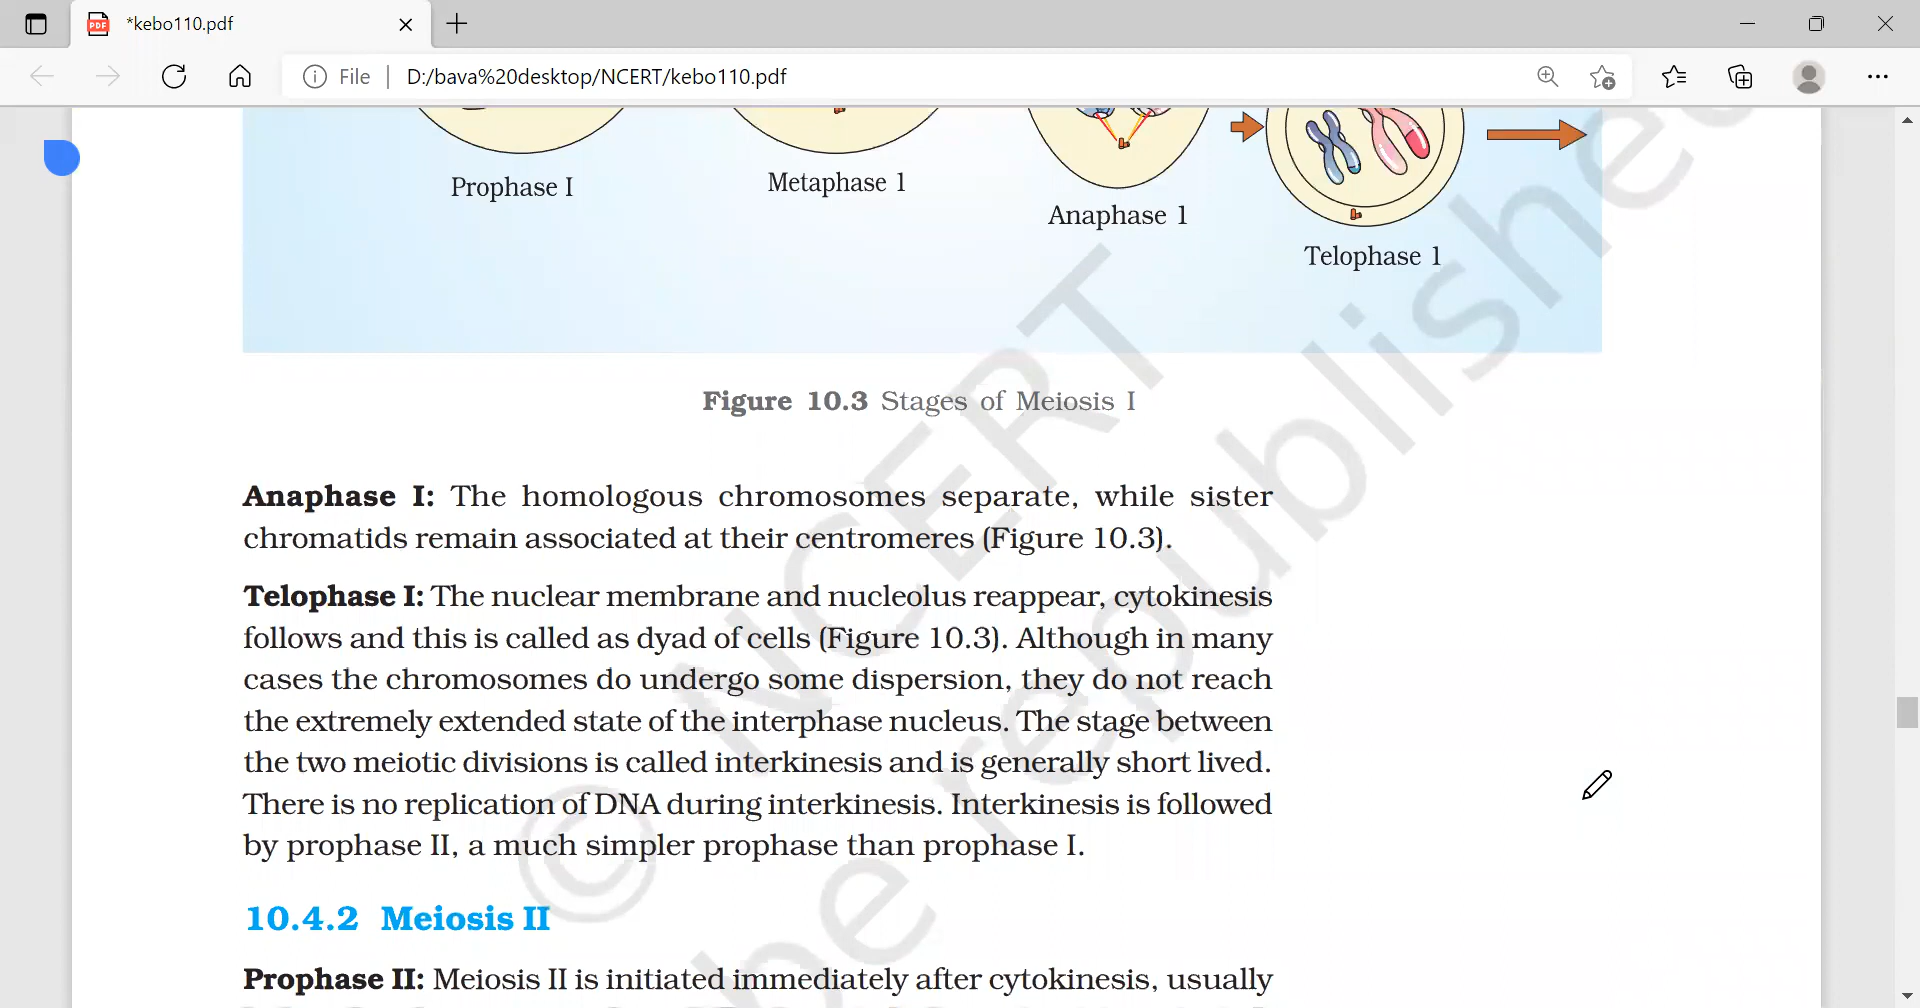 *kebo110.pdf
File D:/bava%20desktop/NCERT/kebo110.pdf
Prophase I
Metaphase 1
Anaphase 1
Telophase 1
Figure 10.3 Stages of Meiosis I
Anaphase I: The homologous chromosomes separate, while sister
chromatids remain associated at their centromeres (Figure 10.3).
Telophase I: The nuclear membrane and nucleolus reappear, cytokinesis
follows and this is called as dyad of cells (Figure 10.3). Although in many
cases the chromosomes do undergo some dispersion, they do not reach
the extremely extended state of the interphase nucleus. The stage between
the two meiotic divisions is called interkinesis and is generally short lived.
There is no replication of DNA during interkinesis. Interkinesis is followed
by prophase II, a much simpler prophase than prophase I.
10.4.2 Meiosis II
Prophase II: Meiosis II is initiated immediately after cytokinesis, usually
© NCERT
be republished